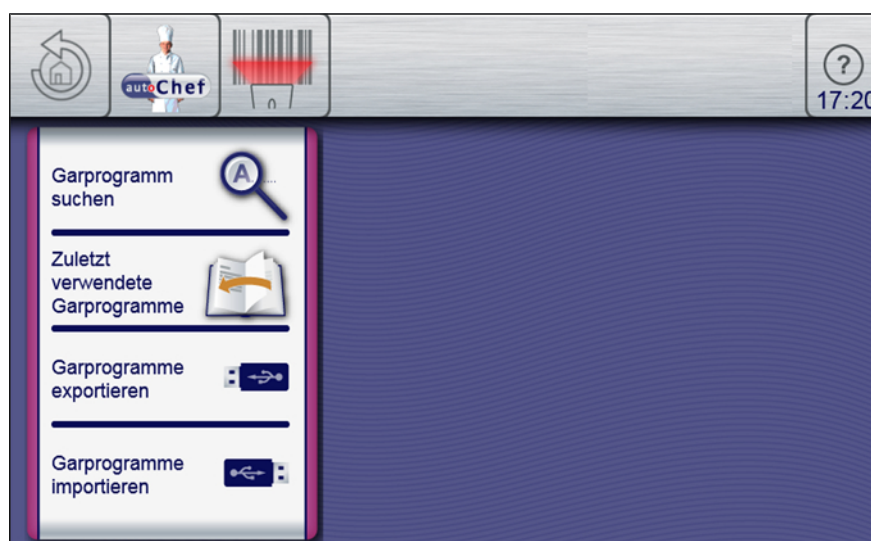 autoChef
?
17:20
Garprogramm
suchen
A....
Zuletzt
verwendete
Garprogramme
Garprogramme
exportieren
Garprogramme
importieren